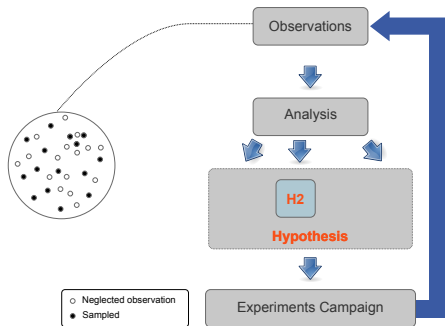 Observations
Analysis
H2
Hypothesis
Experiments Campaign
Neglected observation
Sampled